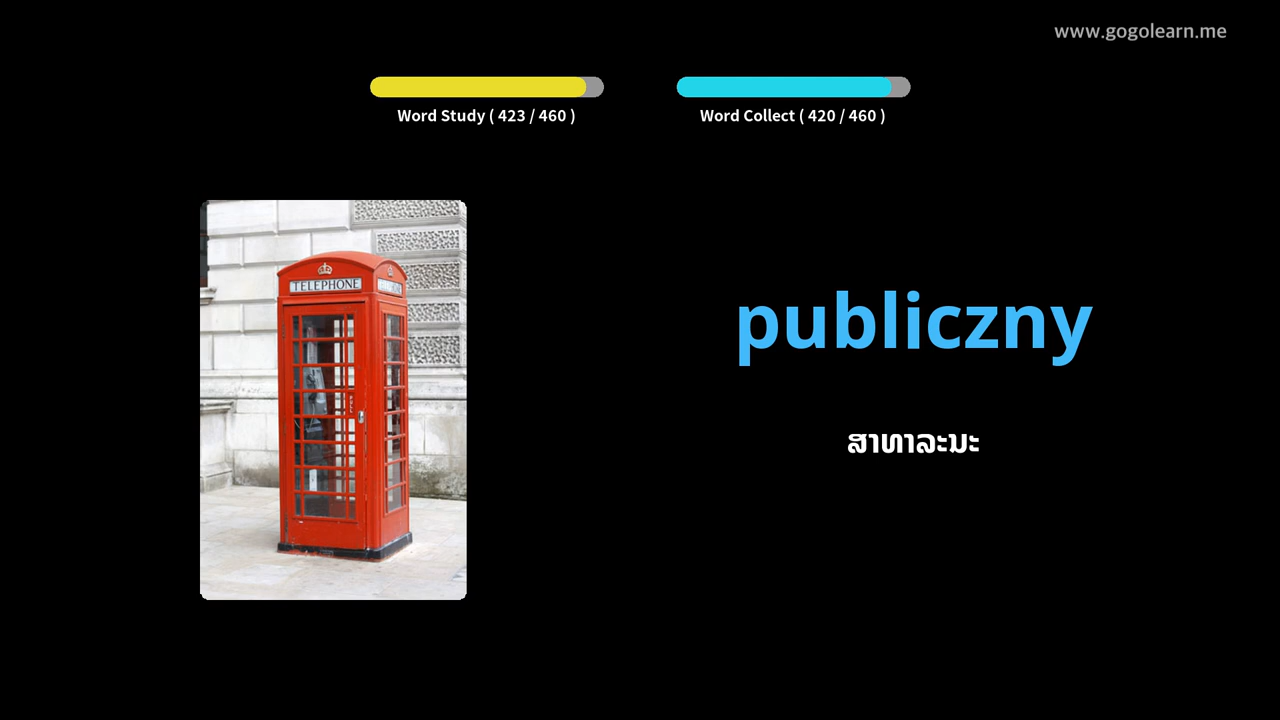 www.gogolearn.me
Word Study ( 423 / 460 )
Word Collect ( 420 / 460 )
TELEPHONE
publiczny
ສາທາລະນະ